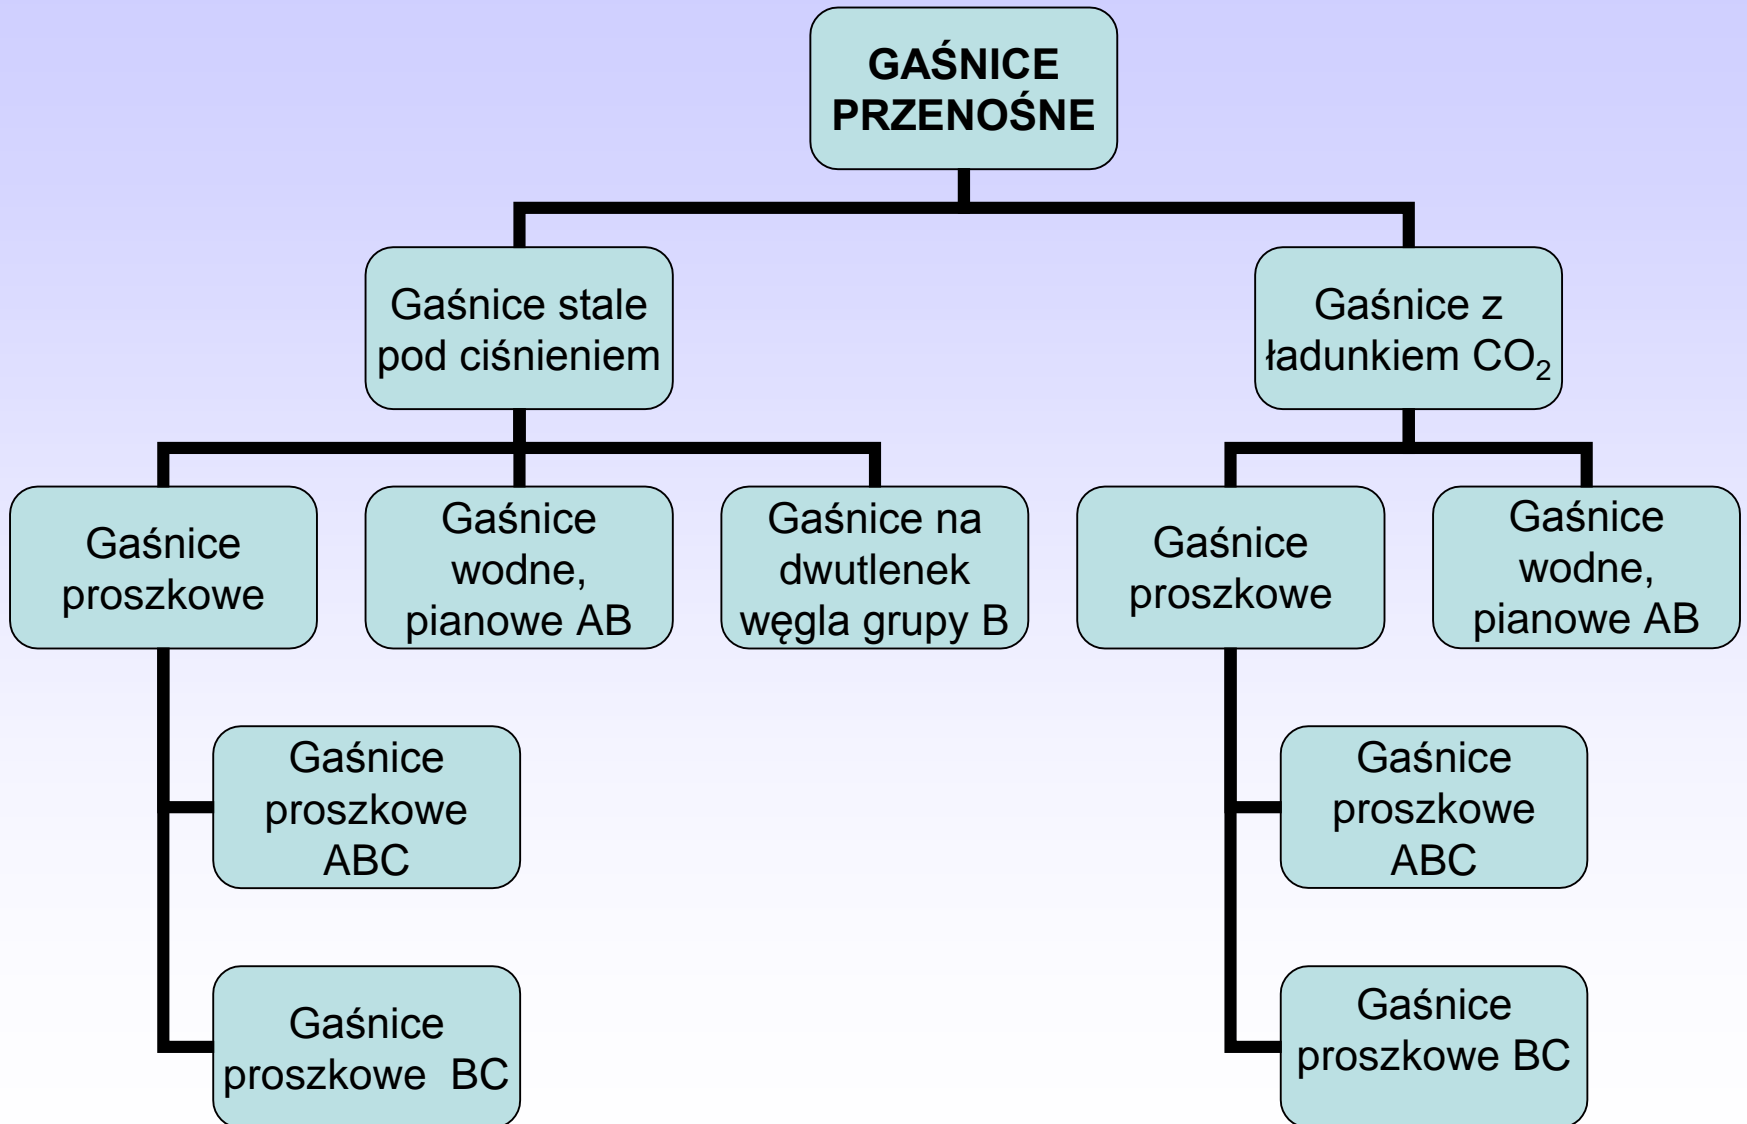 GAŚNICE
PRZENOŚNE
Gaśnice stale
pod ciśnieniem
Gaśnice z
ładunkiem CO₂
Gaśnice
proszkowe
Gaśnice
wodne,
pianowe AB
Gaśnice na
dwutlenek
węgla grupy B
Gaśnice
proszkowe
Gaśnice
wodne,
pianowe AB
Gaśnice
proszkowe
ABC
Gaśnice
proszkowe
ABC
Gaśnice
proszkowe  BC
Gaśnice
proszkowe BC